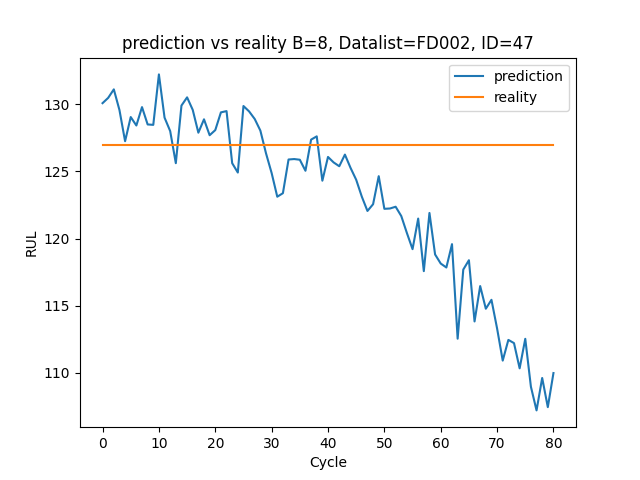 prediction vs reality B=8, Datalist=FD002, ID=47
prediction
reality
130
125
120
115
110
RUL
0 10 20 30 40 50 60 70 80
Cycle